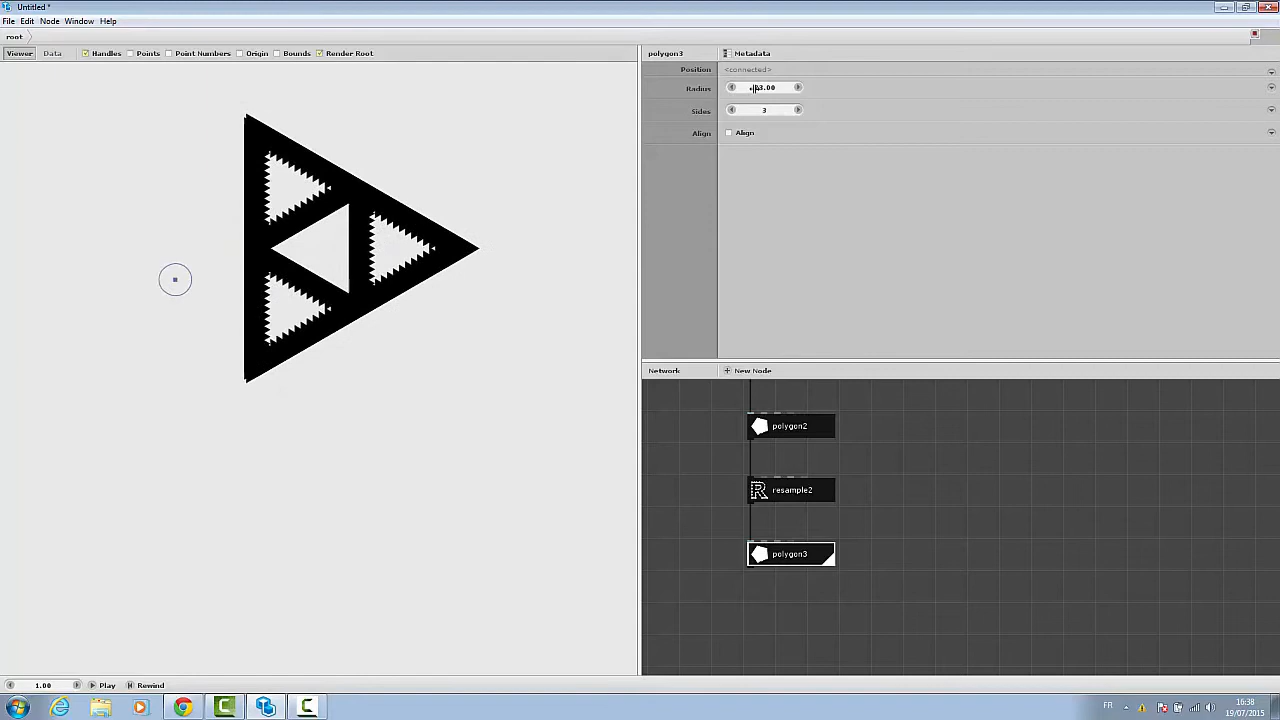 Untitled *
File Edit Node Window Help
root
Viewer Data Handles Points Point Numbers Origin Bounds Render Root
polygon3 Metadata
Position <connected>
Radius
Sides 3
Align Align
Network New Node
polygon2
R resample2
polygon3
1.00 Play Rewind
FR 16:38
19/07/2015